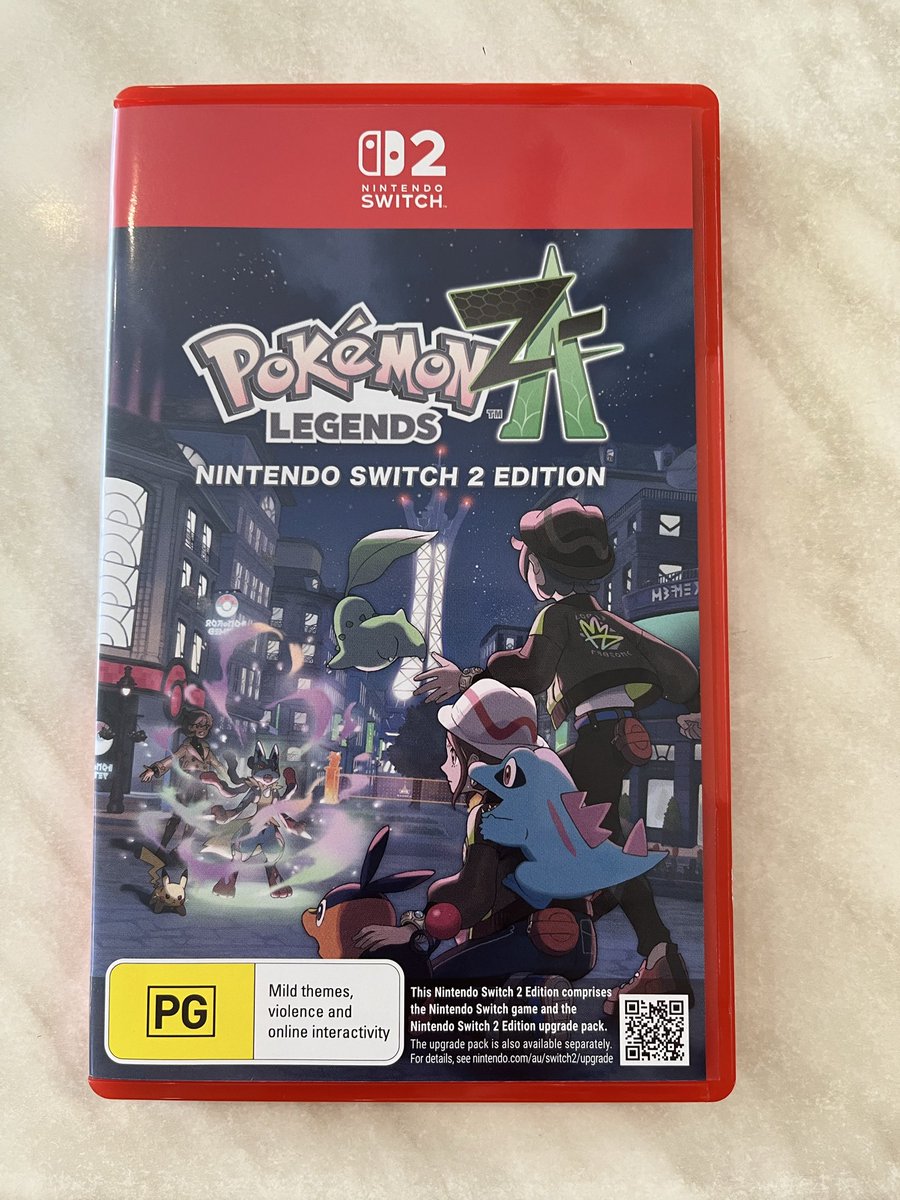 2
NINTENDO
SWITCH™
POKÉMON
LEGENDS
ZA
™
NINTENDO SWITCH 2 EDITION
PG
Mild themes,
violence and
online interactivity
This Nintendo Switch 2 Edition comprises
the Nintendo Switch game and the
Nintendo Switch 2 Edition upgrade pack.
The upgrade pack is also available separately.
For details, see nintendo.com/au/switch2/upgrade